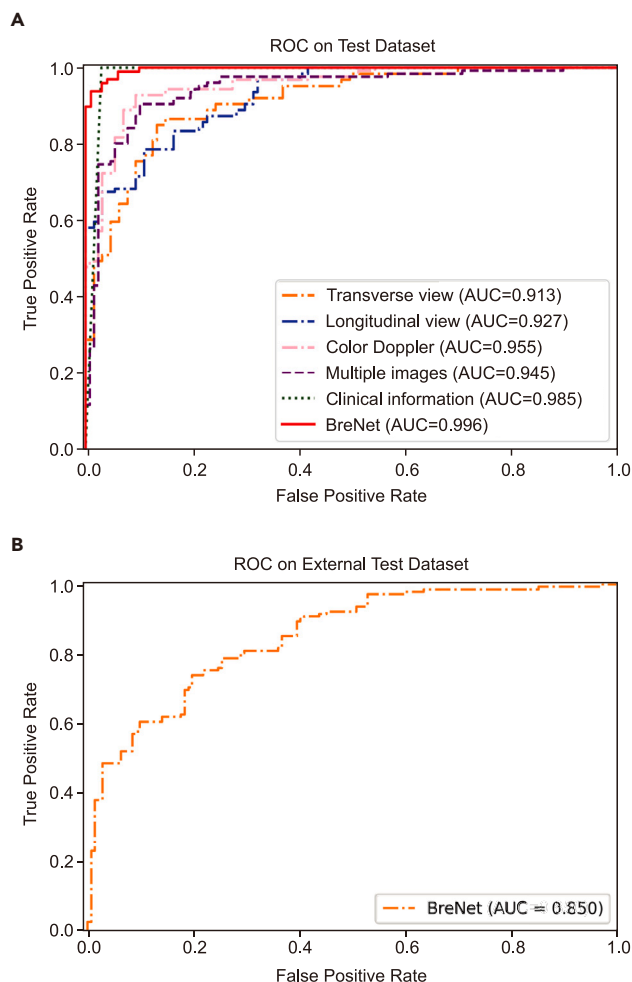 A
ROC on Test Dataset
True Positive Rate
1.0
0.8
0.6
0.4
0.2
0.0
Transverse view (AUC=0.913)
Longitudinal view (AUC=0.927)
Color Doppler (AUC=0.955)
Multiple images (AUC=0.945)
Clinical information (AUC=0.985)
BreNet (AUC=0.996)
0.0 0.2 0.4 0.6 0.8 1.0
False Positive Rate
B
ROC on External Test Dataset
True Positive Rate
1.0
0.8
0.6
0.4
0.2
0.0
BreNet (AUC = 0.850)
0.0 0.2 0.4 0.6 0.8 1.0
False Positive Rate